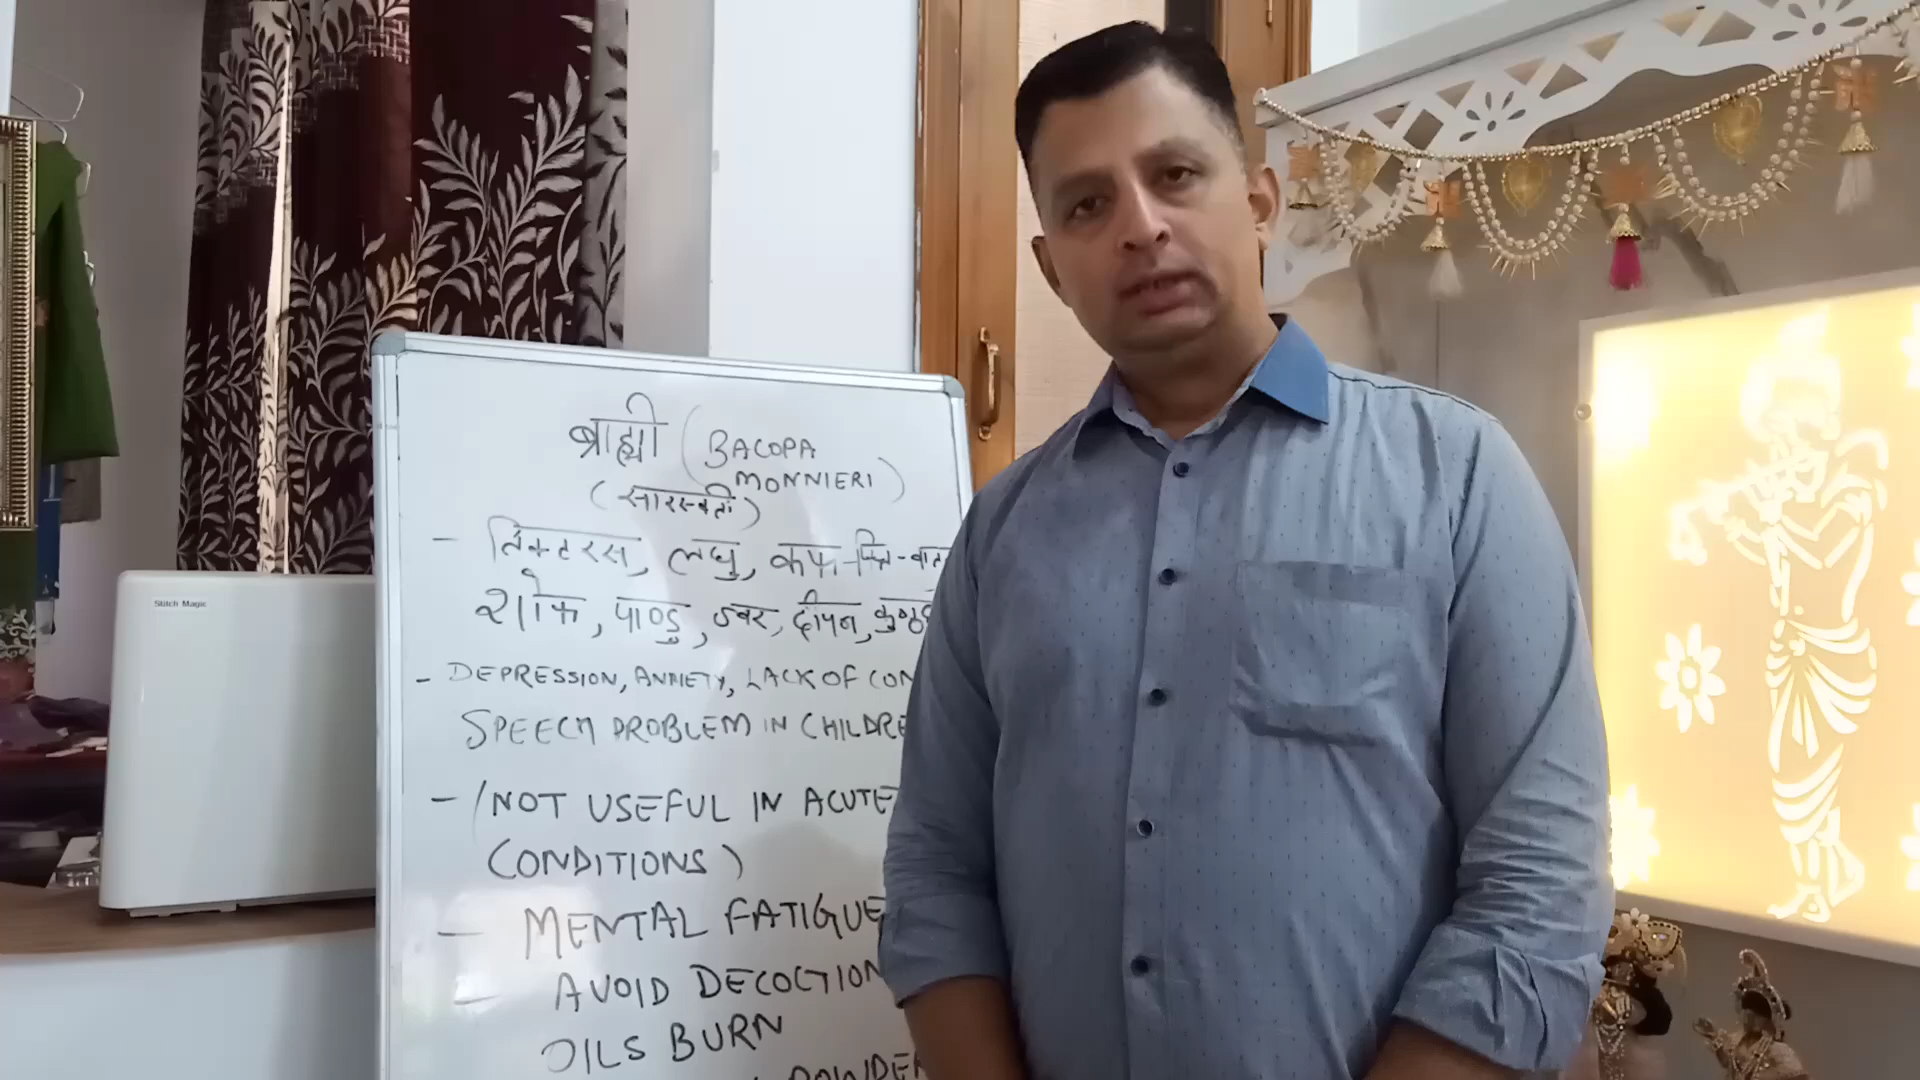 Stitch Magic
ब्राह्मी (BACOPA
MONNIERI)
(सारस्वती)
- तिक्त रस, लघु, कफ-पित्त-वात
शोफ, पाण्डु, ज्वर, दीपन, कुष्ठ
- DEPRESSION, ANXIETY, LACK OF CON
SPEECH PROBLEM IN CHILDRE
- (NOT USEFUL IN ACUTE
CONDITIONS)
- MENTAL FATIGUE
- AVOID DECOCTION
OILS BURN
POWDER